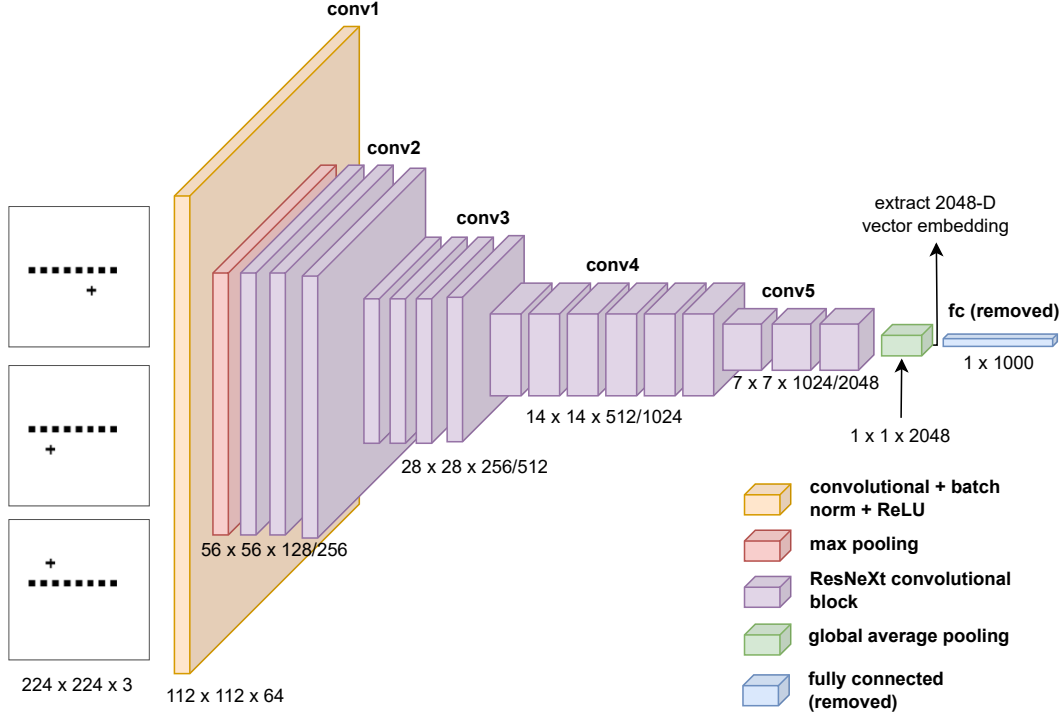 conv1
conv2
conv3
conv4
conv5
extract 2048-D
vector embedding
fc (removed)
1 x 1000
7 x 7 x 1024/2048
14 x 14 x 512/1024
1 x 1 x 2048
28 x 28 x 256/512
56 x 56 x 128/256
224 x 224 x 3
112 x 112 x 64
convolutional + batch
norm + ReLU
max pooling
ResNeXt convolutional
block
global average pooling
fully connected
(removed)